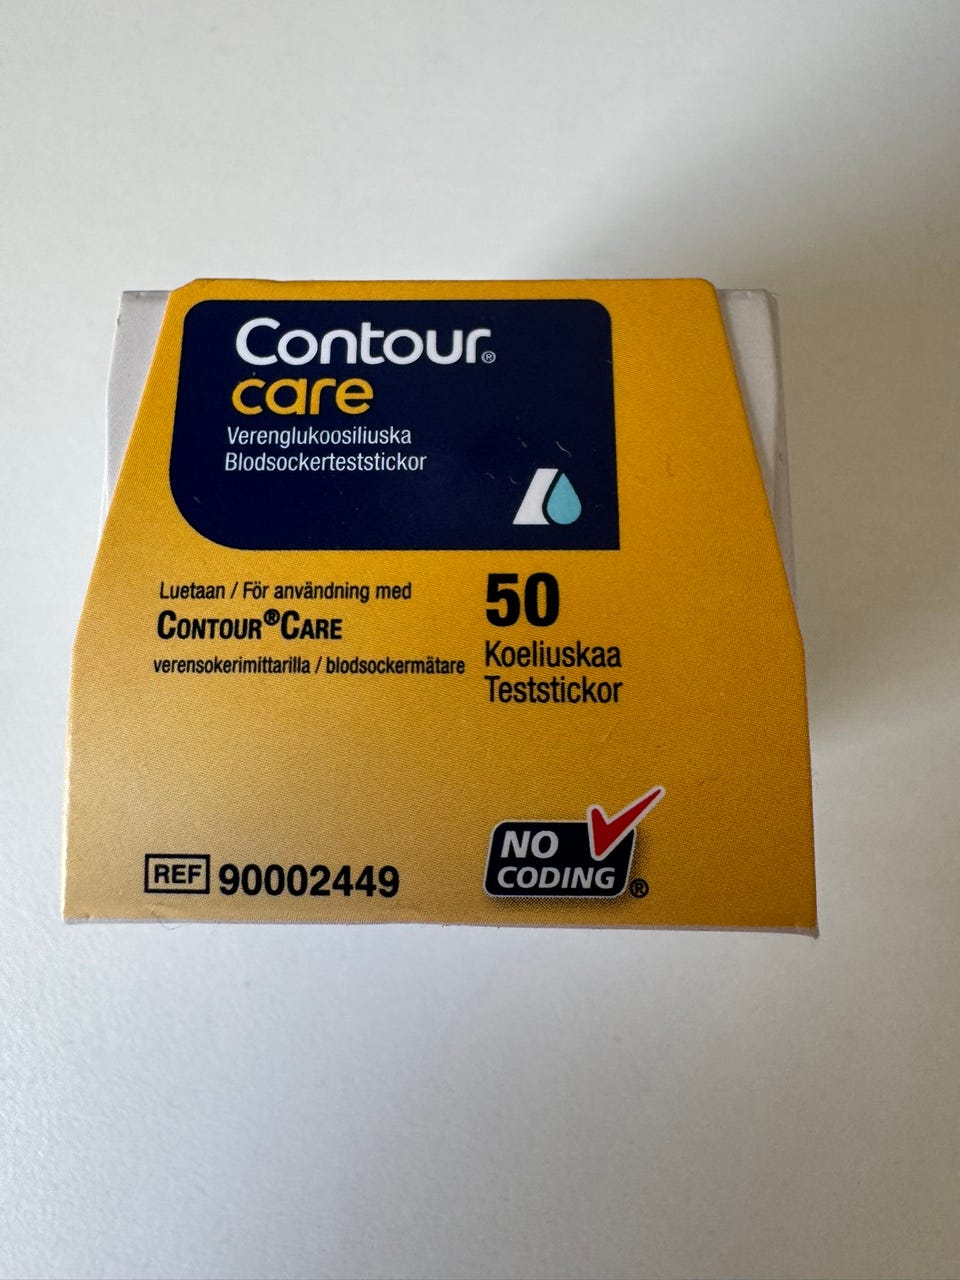 Contour®
care
Verenglukoosiliuska
Blodsockerteststickor
Luetaan / För användning med
CONTOUR®CARE
verensokerimittarilla / blodsockermätare
50
Koeliuskaa
Teststickor
REF 90002449
NO
CODING®